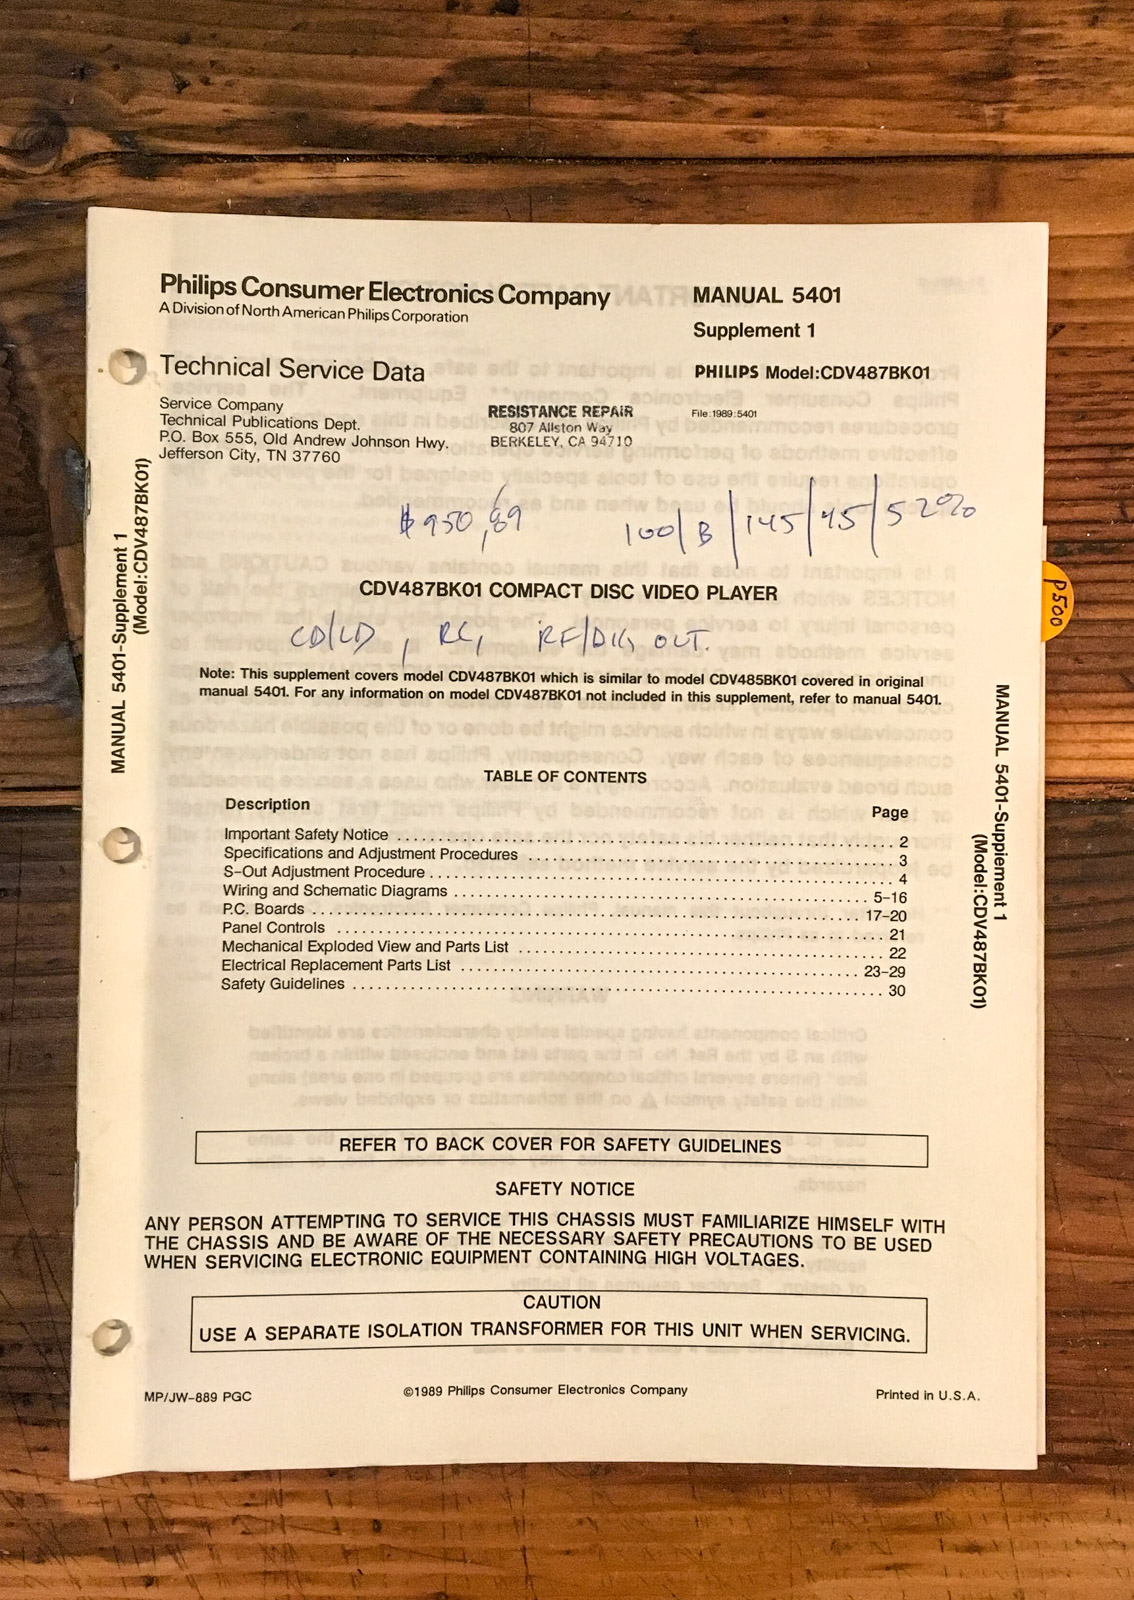 Philips Consumer Electronics Company
A Division of North American Philips Corporation
MANUAL 5401
Supplement 1
Technical Service Data
PHILIPS Model:CDV487BK01
Service Company
Technical Publications Dept.
P.O. Box 555, Old Andrew Johnson Hwy.
Jefferson City, TN 37760
RESISTANCE REPAIR
807 Allston Way
BERKELEY, CA 94710
File:1989:5401
$950, 89
100/B/145/45/520%
CDV487BK01 COMPACT DISC VIDEO PLAYER
CD/LD, RC, RF/DIG OUT.
Note: This supplement covers model CDV487BK01 which is similar to model CDV485BK01 covered in original
manual 5401. For any information on model CDV487BK01 not included in this supplement, refer to manual 5401.
TABLE OF CONTENTS
Description Page
Important Safety Notice 2
Specifications and Adjustment Procedures 3
S-Out Adjustment Procedure 4
Wiring and Schematic Diagrams 5-16
P.C. Boards 17-20
Panel Controls 21
Mechanical Exploded View and Parts List 22
Electrical Replacement Parts List 23-29
Safety Guidelines 30
REFER TO BACK COVER FOR SAFETY GUIDELINES
SAFETY NOTICE
ANY PERSON ATTEMPTING TO SERVICE THIS CHASSIS MUST FAMILIARIZE HIMSELF WITH
THE CHASSIS AND BE AWARE OF THE NECESSARY SAFETY PRECAUTIONS TO BE USED
WHEN SERVICING ELECTRONIC EQUIPMENT CONTAINING HIGH VOLTAGES.
CAUTION
USE A SEPARATE ISOLATION TRANSFORMER FOR THIS UNIT WHEN SERVICING.
MP/JW-889 PGC
©1989 Philips Consumer Electronics Company
Printed in U.S.A.
MANUAL 5401-Supplement 1
(Model:CDV487BK01)
MANUAL 5401-Supplement 1
(Model:CDV487BK01)
P500